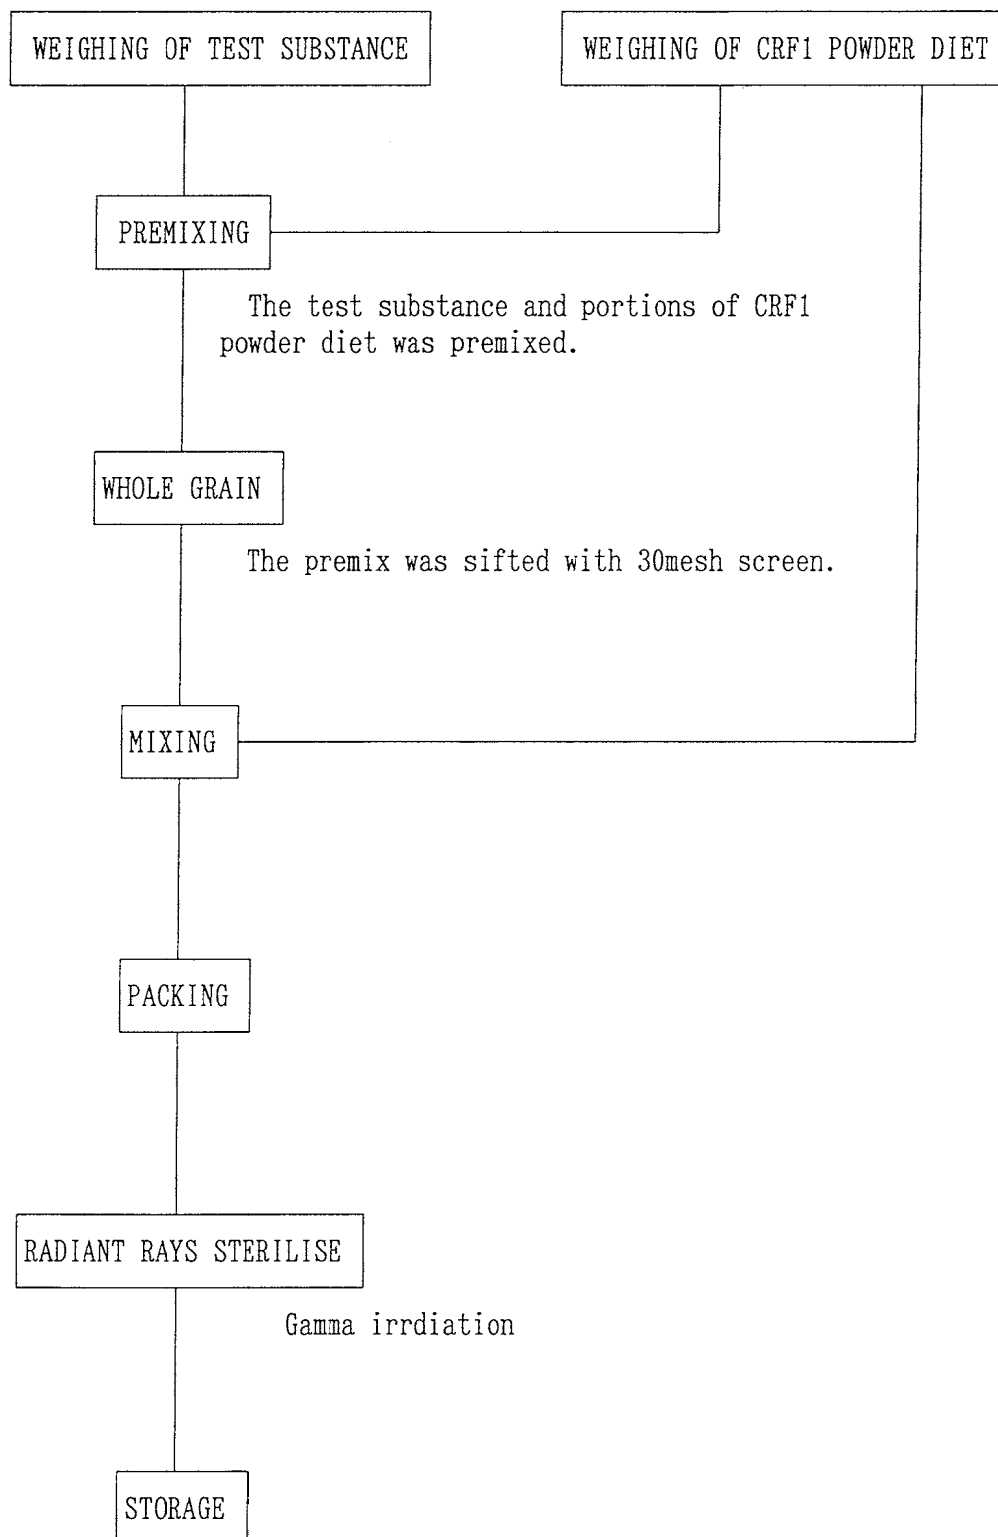 WEIGHING OF TEST SUBSTANCE
WEIGHING OF CRF1 POWDER DIET
PREMIXING
The test substance and portions of CRF1
powder diet was premixed.
WHOLE GRAIN
The premix was sifted with 30mesh screen.
MIXING
PACKING
RADIANT RAYS STERILISE
Gamma irrdiation
STORAGE